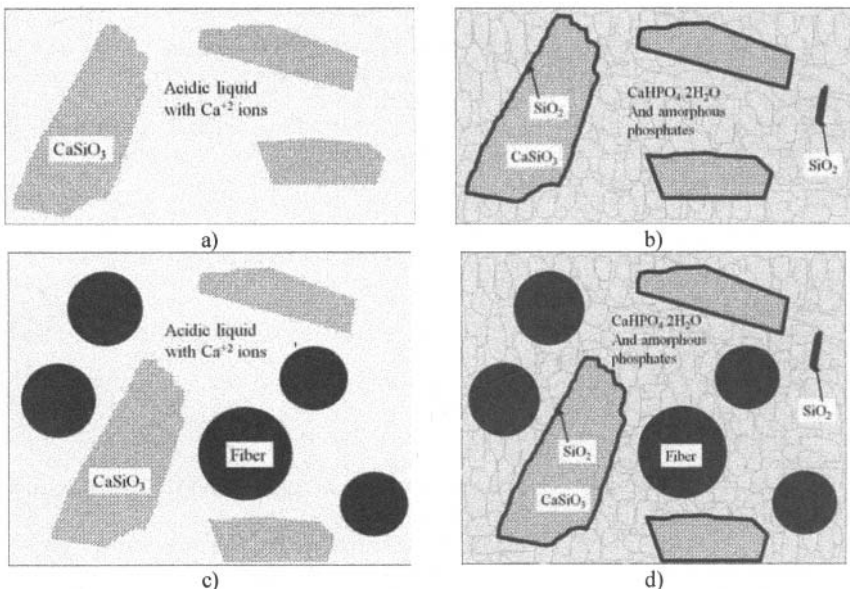 Acidic liquid
with Ca+2 ions
CaSiO3
a)
CaHPO4 2H2O
And amorphous
phosphates
SiO2
CaSiO3
SiO2
b)
Acidic liquid
with Ca+2 ions
Fiber
CaSiO3
c)
CaHPO4 2H2O
And amorphous
phosphates
SiO2
SiO2
Fiber
CaSiO3
d)